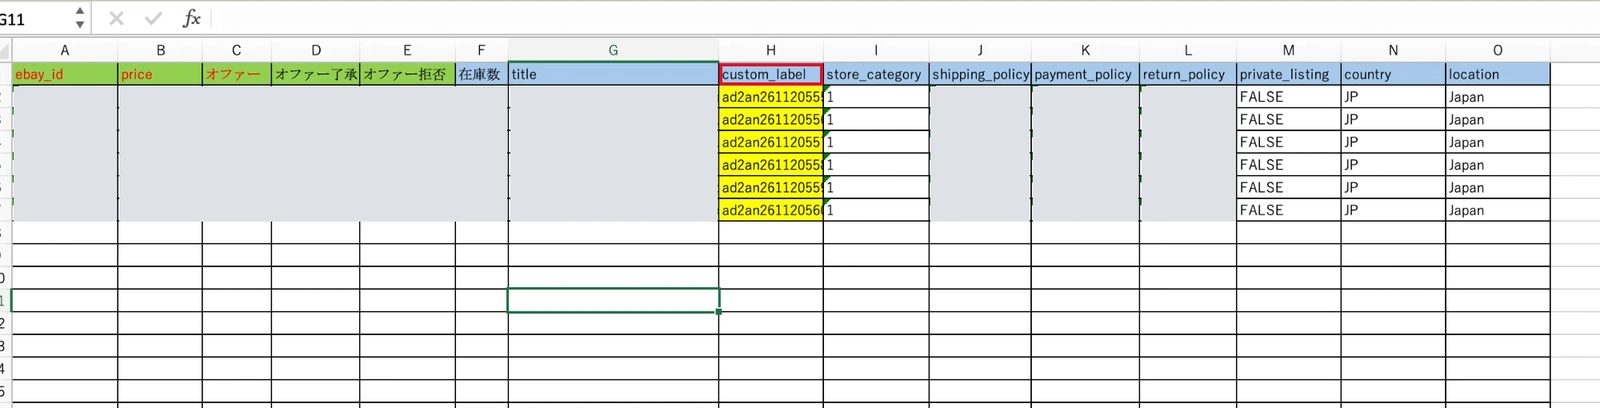 G11 fx
A B C D E F G H I J K L M N O
ebay_id price オファー オファー了承 オファー拒否 在庫数 title custom_label store_category shipping_policy payment_policy return_policy private_listing country location
1 FALSE JP Japan
1 FALSE JP Japan
1 FALSE JP Japan
1 FALSE JP Japan
1 FALSE JP Japan
1 FALSE JP Japan